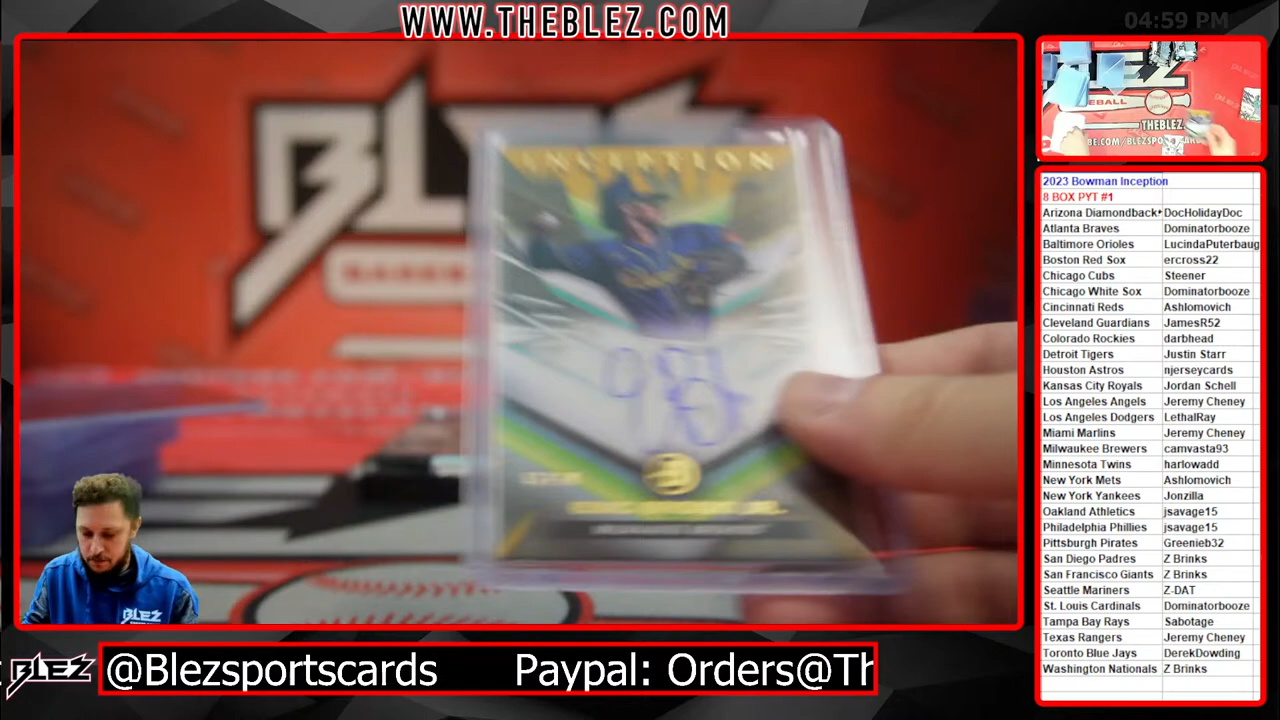 WWW.THEBLEZ.COM
04:59 PM
BLEZ
INCEPTION
EBALL
THEBLEZ.
2023 Bowman Inception
8 BOX PYT #1
Arizona Diamondback DocHolidayDoc
Atlanta Braves Dominatorbooze
Baltimore Orioles LucindaPuterbaug
Boston Red Sox ercross22
Chicago Cubs Steener
Chicago White Sox Dominatorbooze
Cincinnati Reds Ashlomovich
Cleveland Guardians JamesR52
Colorado Rockies darbhead
Detroit Tigers Justin Starr
Houston Astros njerseycards
Kansas City Royals Jordan Schell
Los Angeles Angels Jeremy Cheney
Los Angeles Dodgers LethalRay
Miami Marlins Jeremy Cheney
Milwaukee Brewers camvasta93
Minnesota Twins harlowadd
New York Mets Ashlomovich
New York Yankees Jonzilla
Oakland Athletics jsavage15
Philadelphia Phillies jsavage15
Pittsburgh Pirates Greenieb32
San Diego Padres Z Brinks
San Francisco Giants Z Brinks
Seattle Mariners Z-DAT
St. Louis Cardinals Dominatorbooze
Tampa Bay Rays Sabotage
Texas Rangers Jeremy Cheney
Toronto Blue Jays DerekDowding
Washington Nationals Z Brinks
BLEZ
BLEZ @Blezsportscards Paypal: Orders@Th